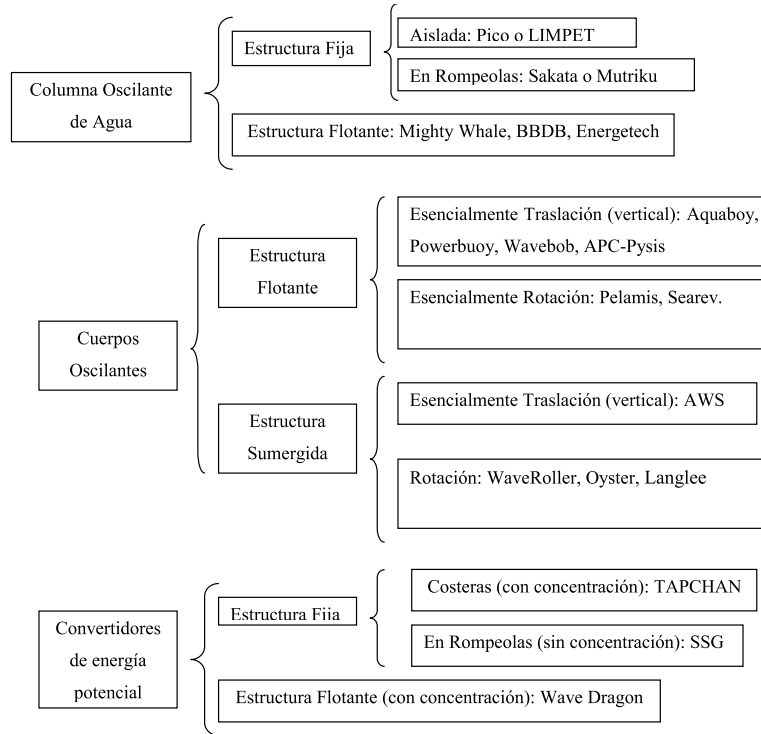 Columna Oscilante
de Agua
Estructura Fija
Aislada: Pico o LIMPET
En Rompeolas: Sakata o Mutriku
Estructura Flotante: Mighty Whale, BBDB, Energetech
Cuerpos
Oscilantes
Estructura
Flotante
Esencialmente Traslación (vertical): Aquaboy,
Powerbuoy, Wavebob, APC-Pysis
Esencialmente Rotación: Pelamis, Searev.
Estructura
Sumergida
Esencialmente Traslación (vertical): AWS
Rotación: WaveRoller, Oyster, Langlee
Convertidores
de energía
potencial
Estructura Fija
Costeras (con concentración): TAPCHAN
En Rompeolas (sin concentración): SSG
Estructura Flotante (con concentración): Wave Dragon